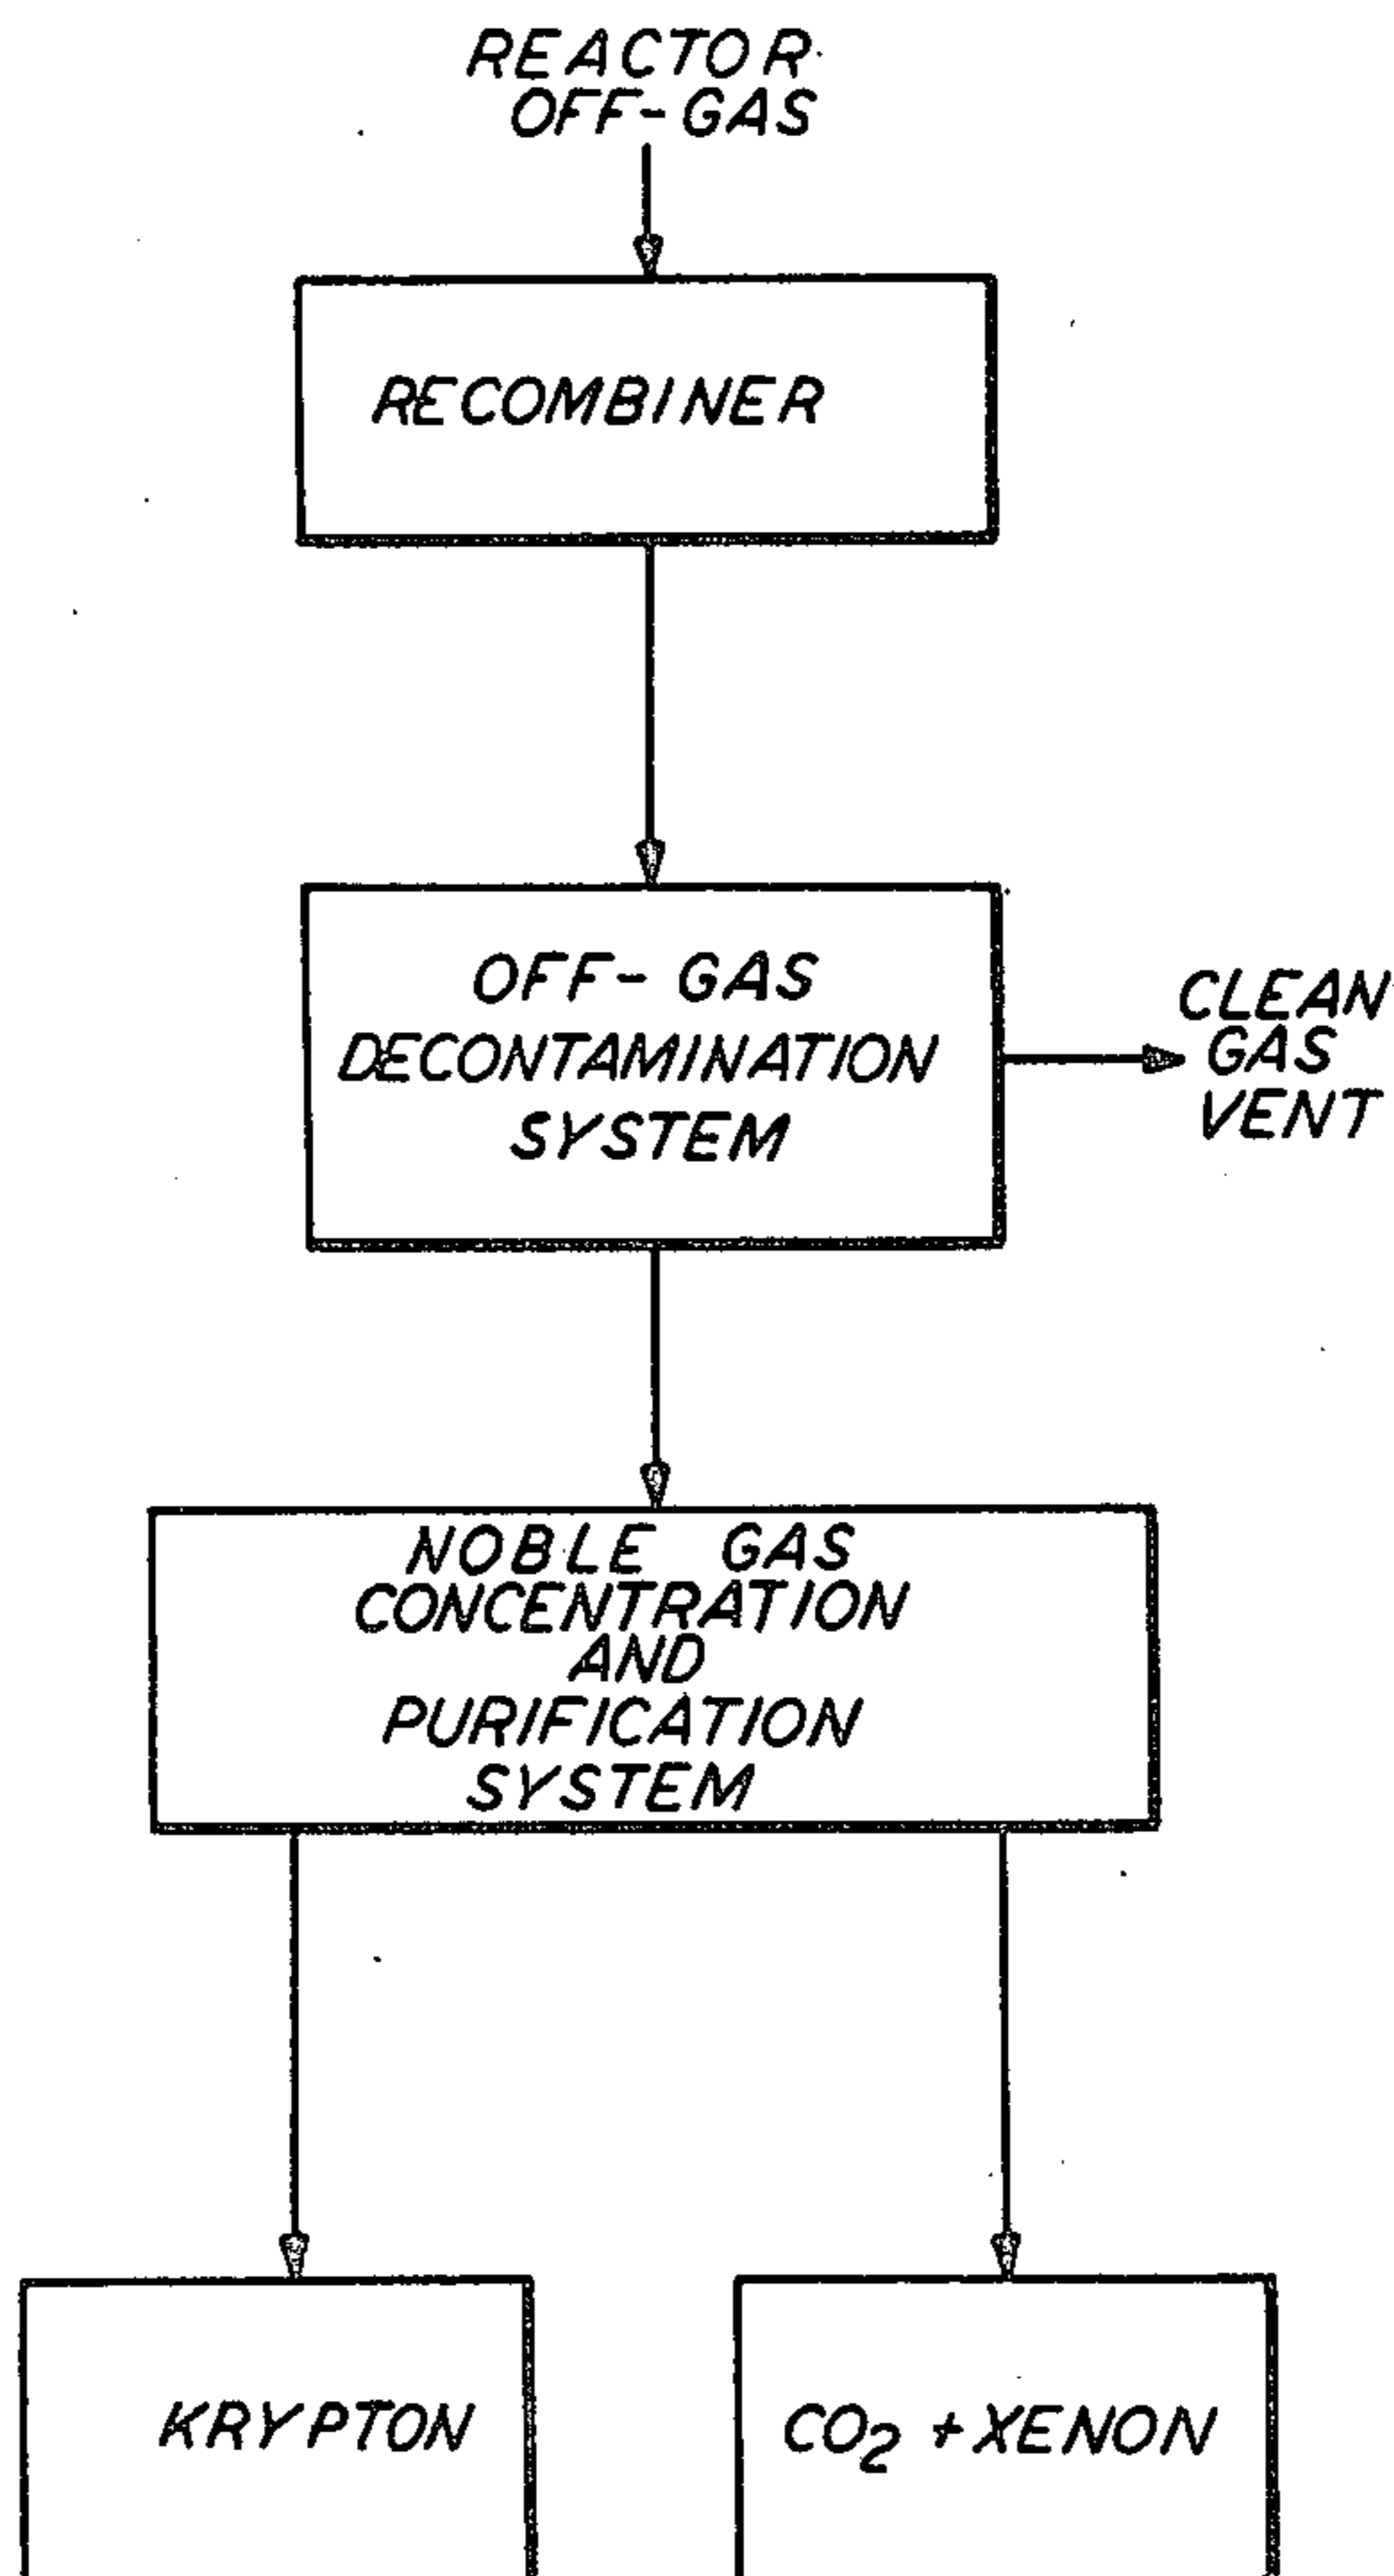 REACTOR
OFF-GAS
RECOMBINER
OFF-GAS
DECONTAMINATION
SYSTEM
CLEAN
GAS
VENT
NOBLE GAS
CONCENTRATION
AND
PURIFICATION
SYSTEM
KRYPTON
CO₂ + XENON